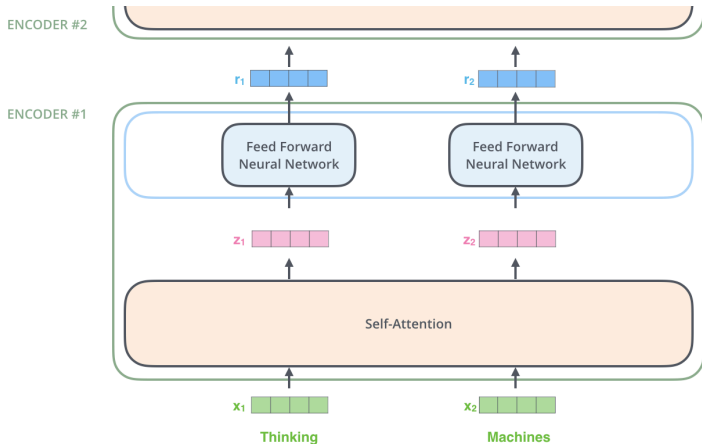 ENCODER #2
r₁ r₂
ENCODER #1
Feed Forward Neural Network Feed Forward Neural Network
z₁ z₂
Self-Attention
x₁ x₂
Thinking Machines